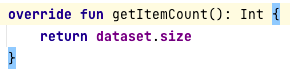 override fun getItemCount(): Int {
    return dataset.size
}